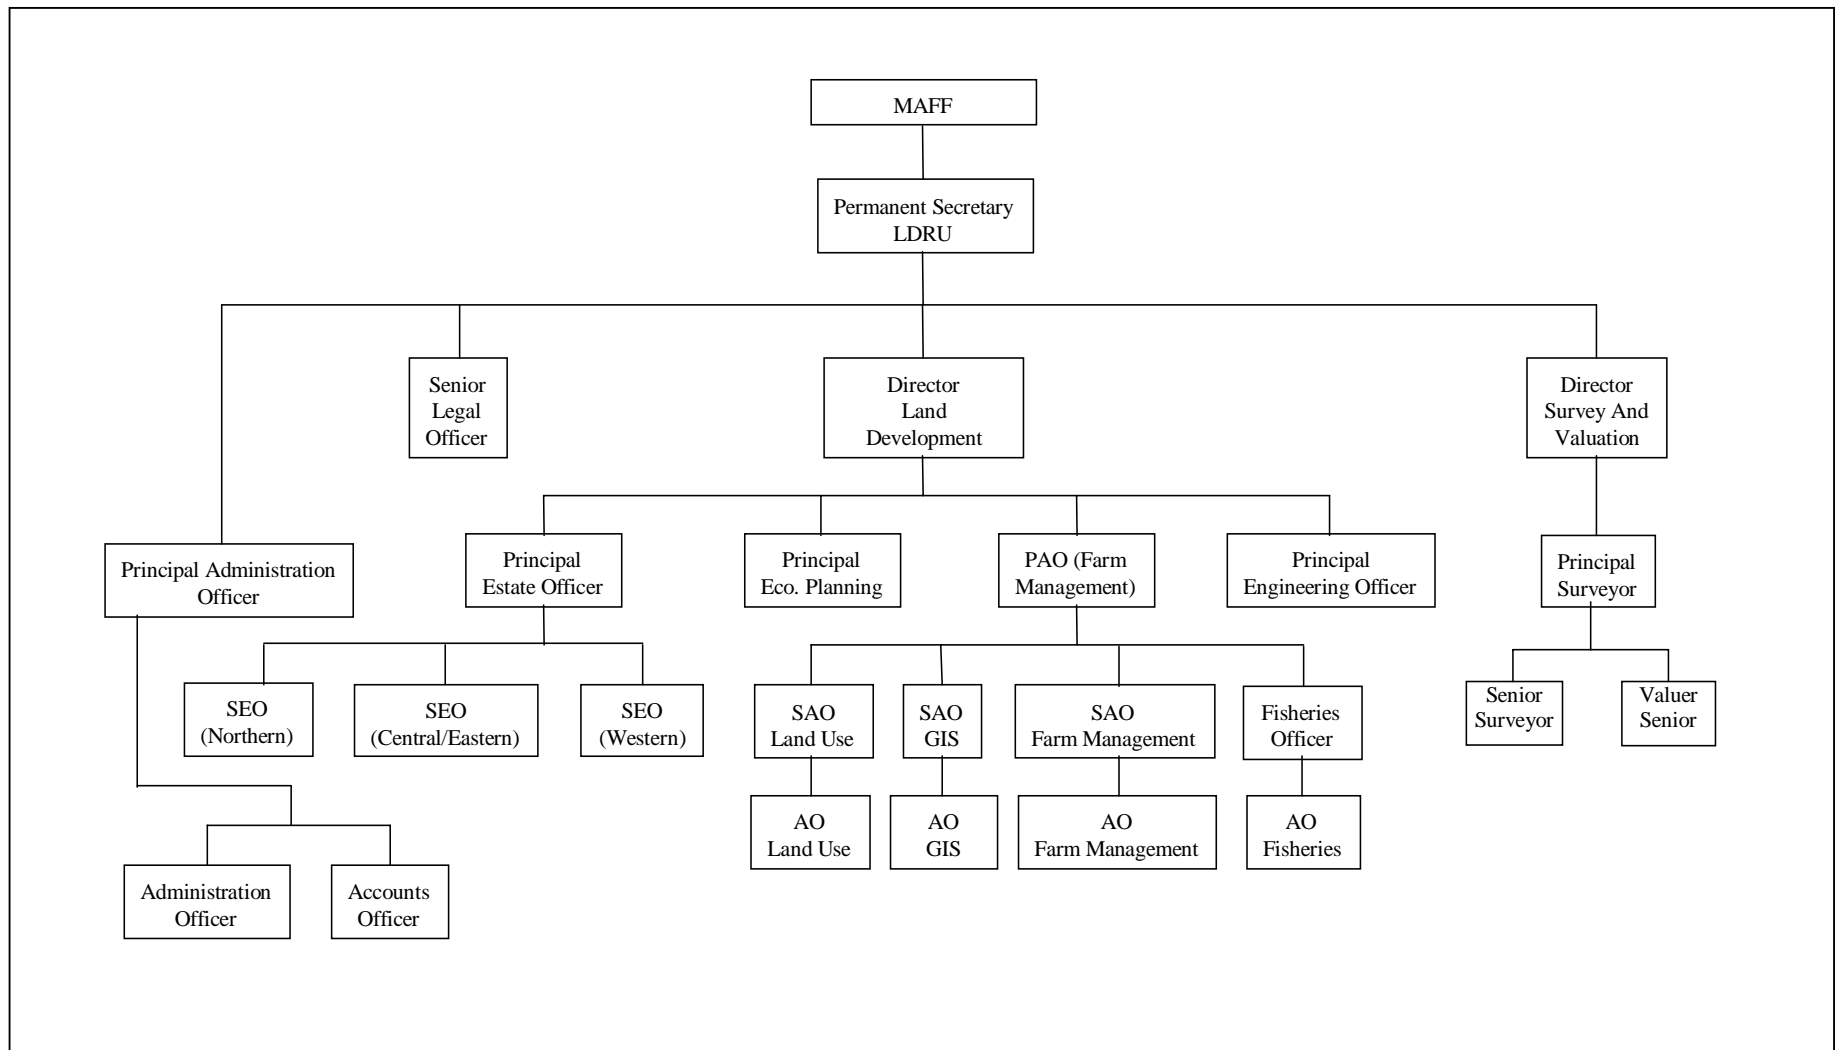 MAFF
Permanent Secretary
LDRU
Senior
Legal
Officer
Director
Land
Development
Director
Survey And
Valuation
Principal Administration
Officer
Principal
Estate Officer
Principal
Eco. Planning
PAO (Farm
Management)
Principal
Engineering Officer
Principal
Surveyor
SEO
(Northern)
SEO
(Central/Eastern)
SEO
(Western)
SAO
Land Use
SAO
GIS
SAO
Farm Management
Fisheries
Officer
Senior
Surveyor
Valuer
Senior
AO
Land Use
AO
GIS
AO
Farm Management
AO
Fisheries
Administration
Officer
Accounts
Officer